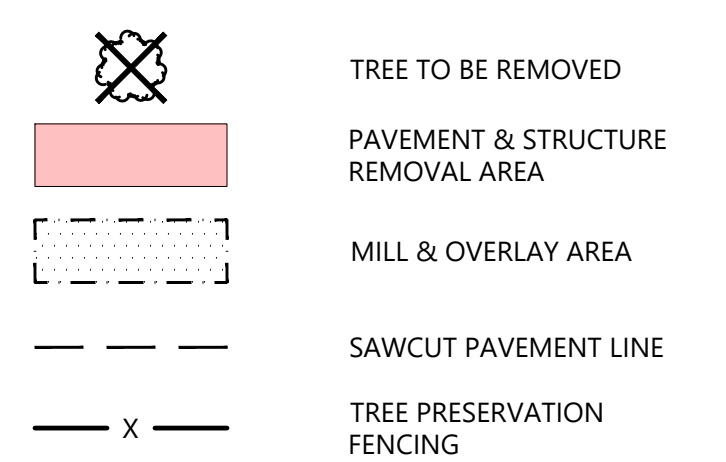 TREE TO BE REMOVED
PAVEMENT & STRUCTURE
REMOVAL AREA
MILL & OVERLAY AREA
SAWCUT PAVEMENT LINE
X
TREE PRESERVATION
FENCING